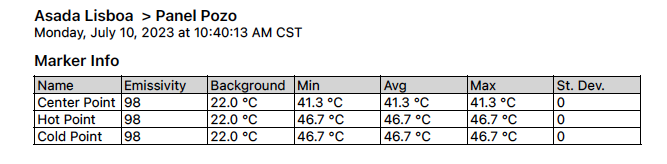 Asada Lisboa > Panel Pozo
Monday, July 10, 2023 at 10:40:13 AM CST
Marker Info
Name Emissivity Background Min Avg Max St. Dev.
Center Point 98 22.0 °C 41.3 °C 41.3 °C 41.3 °C 0
Hot Point 98 22.0 °C 46.7 °C 46.7 °C 46.7 °C 0
Cold Point 98 22.0 °C 46.7 °C 46.7 °C 46.7 °C 0